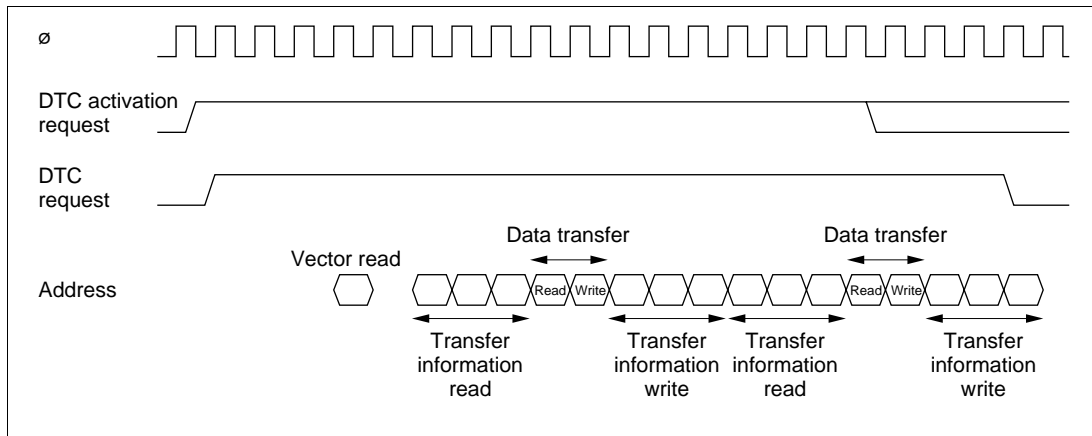 ø
DTC activation
request
DTC
request
Data transfer
Data transfer
Vector read
Address
Read
Write
Read
Write
Transfer
information
read
Transfer
information
write
Transfer
information
read
Transfer
information
write